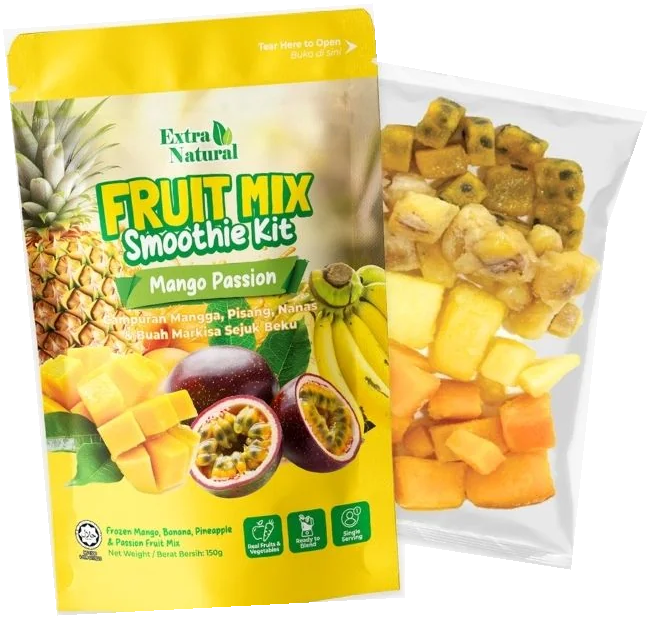 Tear Here to Open
Buka di sini
Extra
Natural
FRUIT MIX
Smoothie Kit
Mango Passion
Campuran Mangga, Pisang, Nanas
& Buah Markisa Sejuk Beku
Frozen Mango, Banana, Pineapple
& Passion Fruit Mix
Net Weight / Berat Bersih: 150g
Real Fruits &
Vegetables
Ready to
Blend
Single
Serving